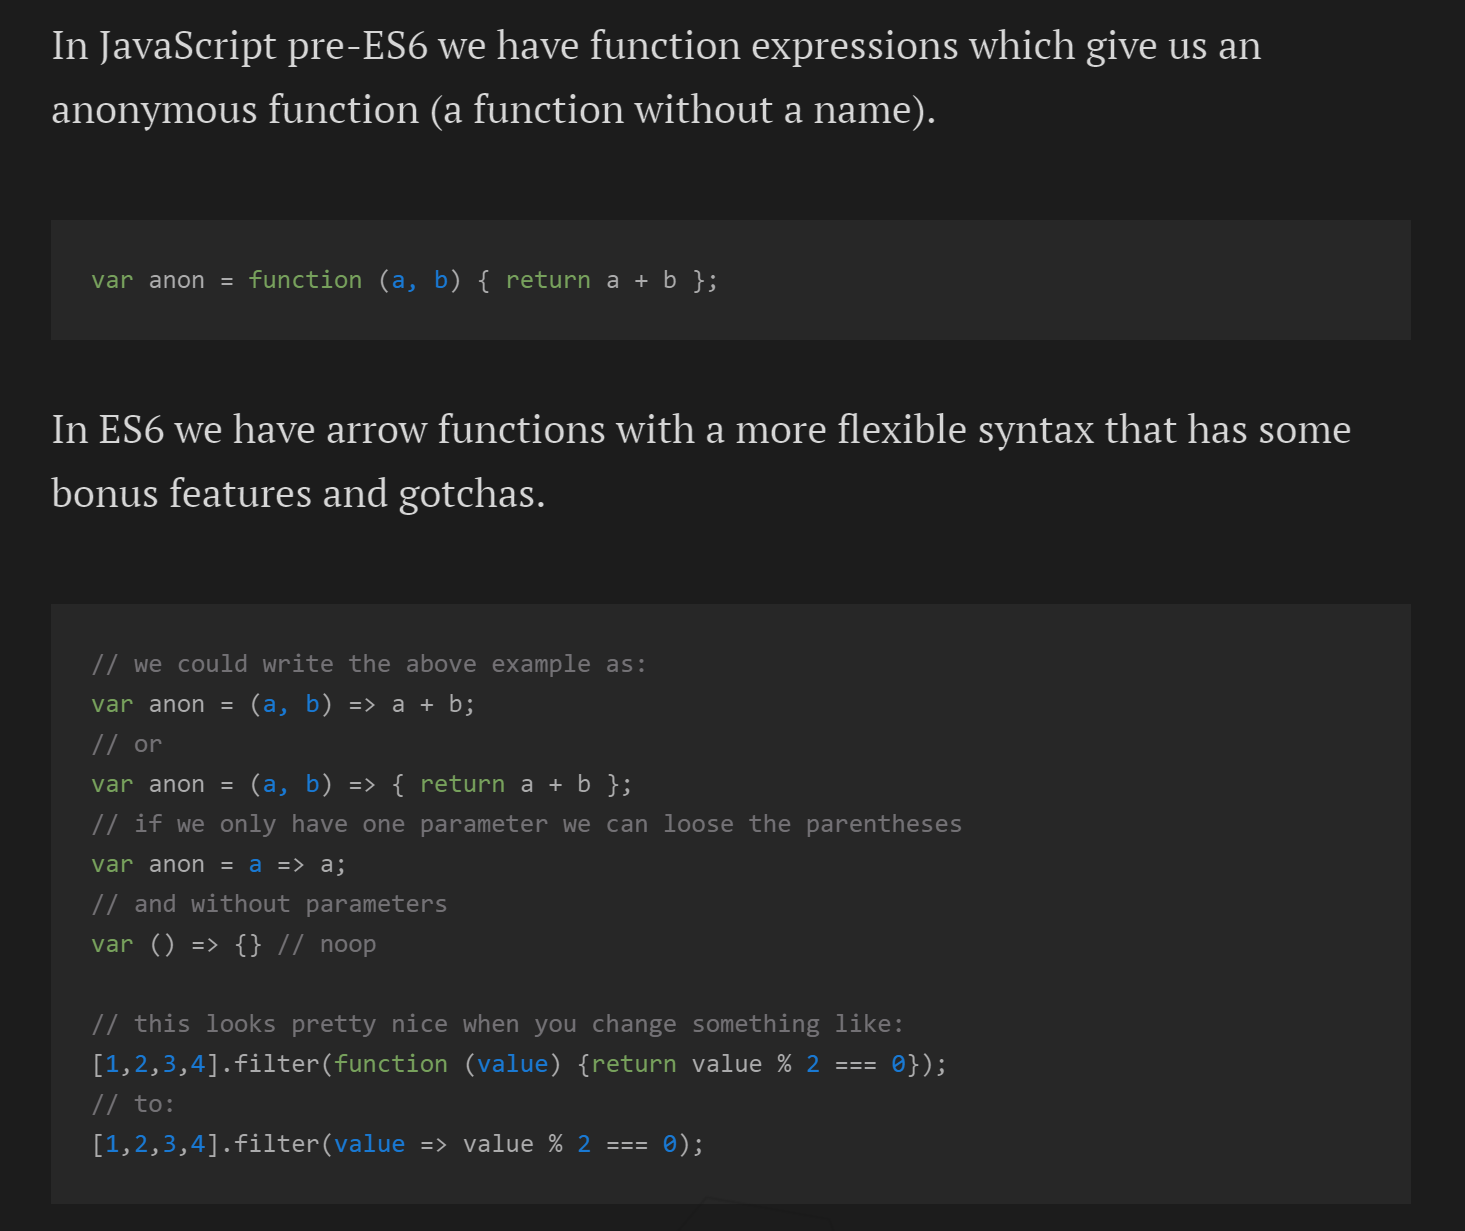 In JavaScript pre-ES6 we have function expressions which give us an
anonymous function (a function without a name).
var anon = function (a, b) { return a + b };
In ES6 we have arrow functions with a more flexible syntax that has some
bonus features and gotchas.
// we could write the above example as:
var anon = (a, b) => a + b;
// or
var anon = (a, b) => { return a + b };
// if we only have one parameter we can loose the parentheses
var anon = a => a;
// and without parameters
var () => {} // noop
// this looks pretty nice when you change something like:
[1,2,3,4].filter(function (value) {return value % 2 === 0});
// to:
[1,2,3,4].filter(value => value % 2 === 0);